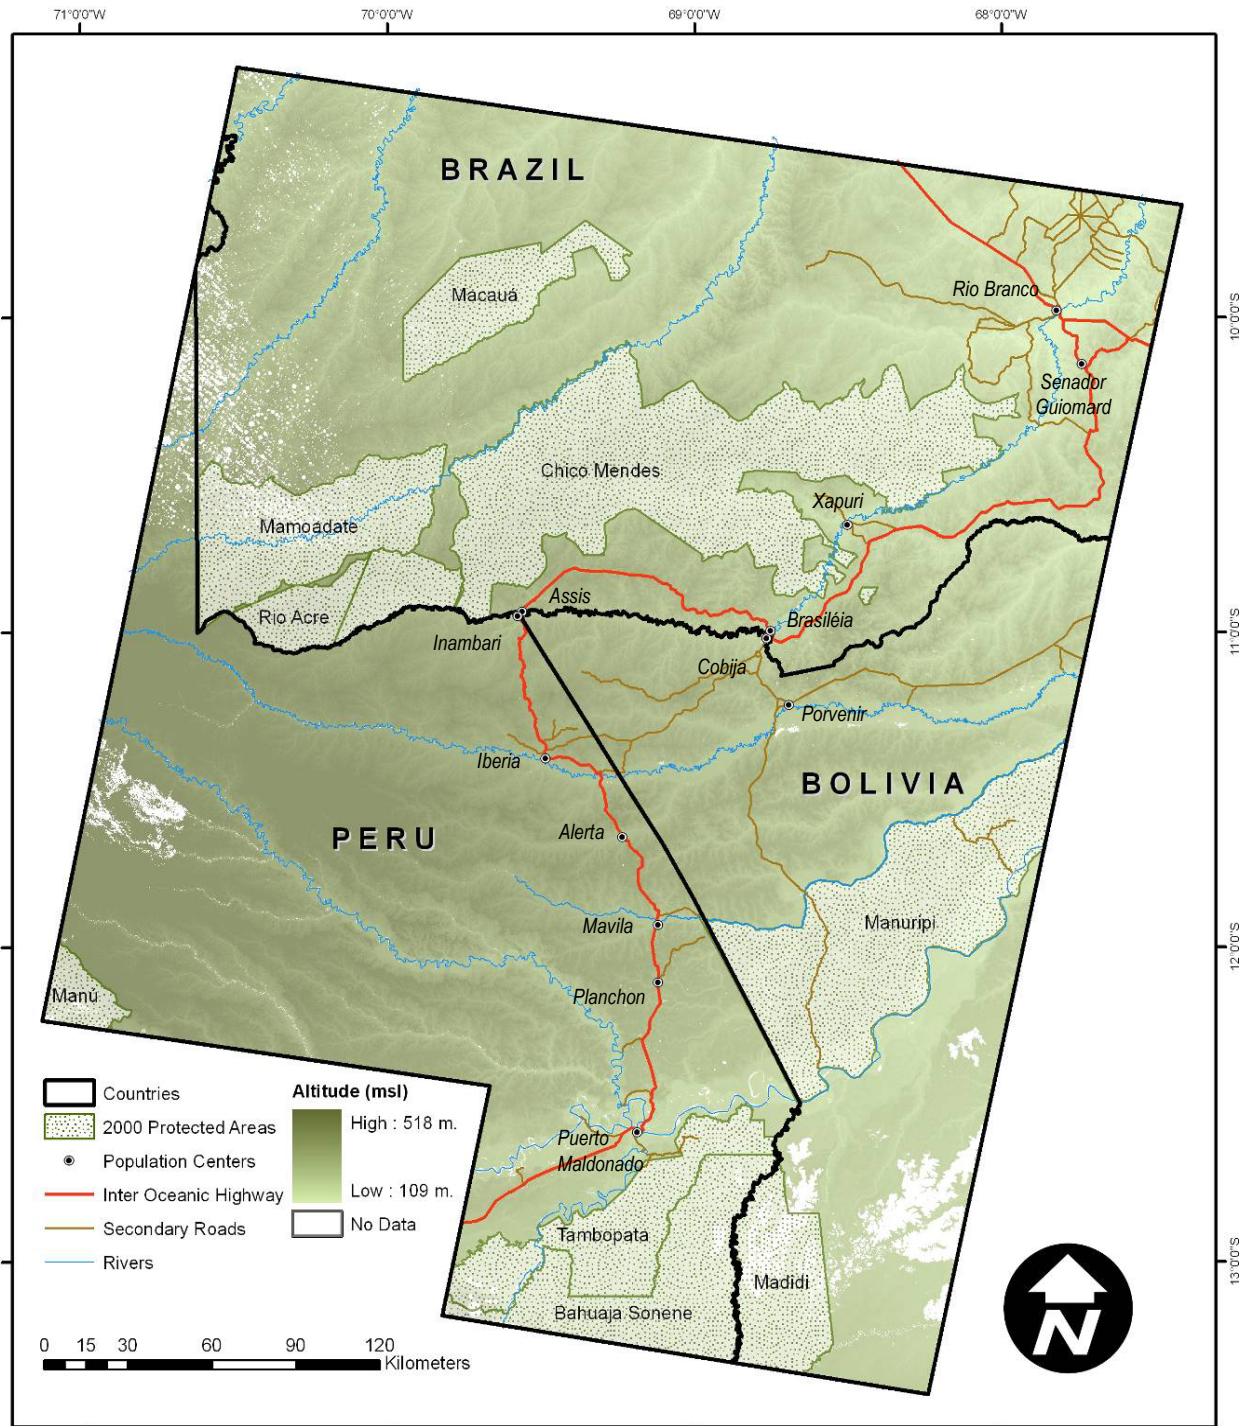 71°0'0"W
70°0'0"W
69°0'0"W
68°0'0"W
BRAZIL
Macauá
Rio Branco
10°0'0"S
Senador
Guiomard
Chico Mendes
Xapuri
Mamoadate
Rio Acre
Assis
Inambari
Brasiléia
11°0'0"S
Cobija
Porvenir
Iberia
BOLIVIA
PERU
Alerta
Mavila
Manuripi
12°0'0"S
Planchon
Manú
Puerto
Maldonado
Tambopata
Madidi
Bahuaja Sonene
13°0'0"S
Countries
2000 Protected Areas
Population Centers
Inter Oceanic Highway
Secondary Roads
Rivers
Altitude (msl)
High : 518 m.
Low : 109 m.
No Data
0 15 30 60 90 120
Kilometers
N